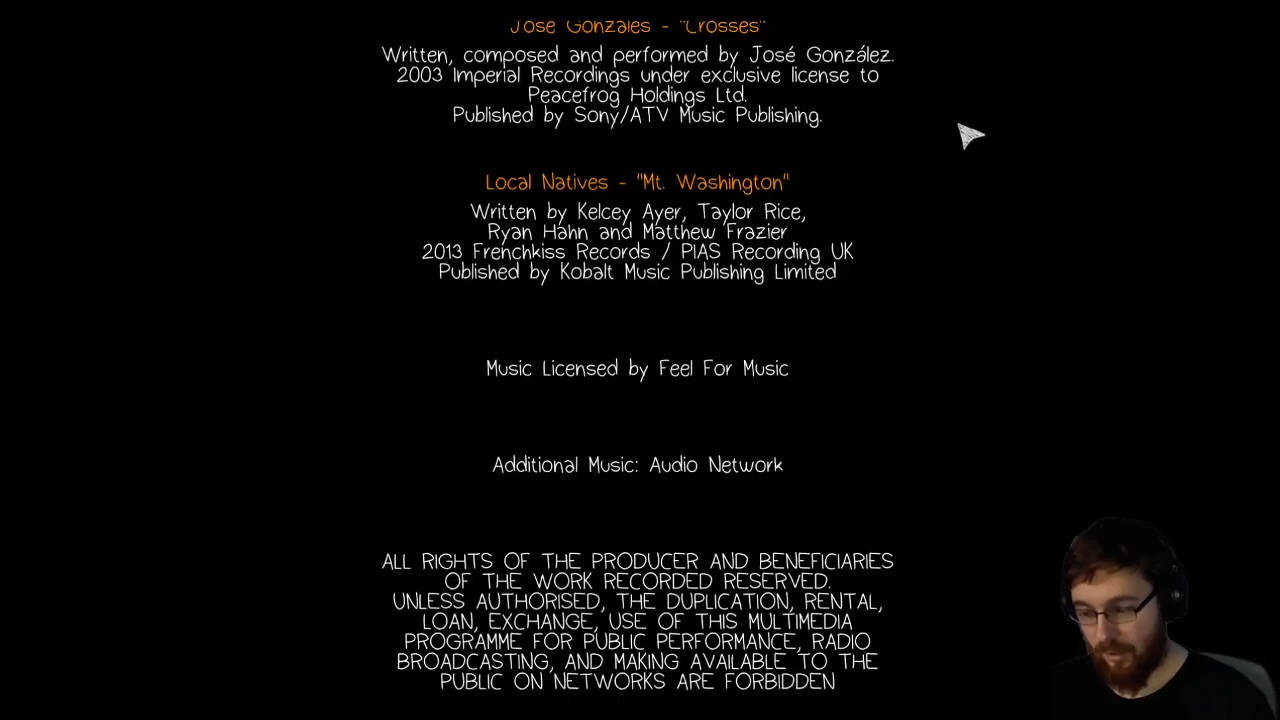 Jose Gonzales - "Crosses"
Written, composed and performed by José González.
2003 Imperial Recordings under exclusive license to
Peacefrog Holdings Ltd.
Published by Sony/ATV Music Publishing.
Local Natives - "Mt. Washington"
Written by Kelcey Ayer, Taylor Rice,
Ryan Hahn and Matthew Frazier
2013 Frenchkiss Records / PIAS Recording UK
Published by Kobalt Music Publishing Limited
Music Licensed by Feel For Music
Additional Music: Audio Network
ALL RIGHTS OF THE PRODUCER AND BENEFICIARIES
OF THE WORK RECORDED RESERVED.
UNLESS AUTHORISED, THE DUPLICATION, RENTAL,
LOAN, EXCHANGE, USE OF THIS MULTIMEDIA
PROGRAMME FOR PUBLIC PERFORMANCE, RADIO
BROADCASTING, AND MAKING AVAILABLE TO THE
PUBLIC ON NETWORKS ARE FORBIDDEN